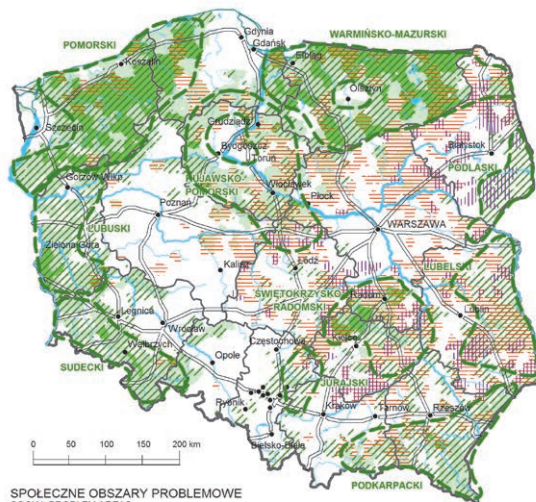 Gdynia
Gdańsk
POMORSKI
WARMIŃSKO-MAZURSKI
Koszalin
Elbląg
Olsztyn
Szczecin
Grudziądz
Bydgoszcz
Toruń
Białystok
PODLASKI
Gorzów Wlkp.
KUJAWSKO-
POMORSKI
Włocławek
Płock
Poznań
WARSZAWA
LUBUSKI
Zielona Góra
Kalisz
Łódź
LUBELSKI
ŚWIĘTOKRZYSKO-
RADOMSKI
Radom
Lublin
Legnica
Wrocław
Kielce
Wałbrzych
Opole
Częstochowa
SUDECKI
JURAJSKI
Rybnik
Kraków
Tarnów
Rzeszów
Bielsko-Biała
PODKARPACKI
0 50 100 150 200 km
SPOŁECZNE OBSZARY PROBLEMOWE